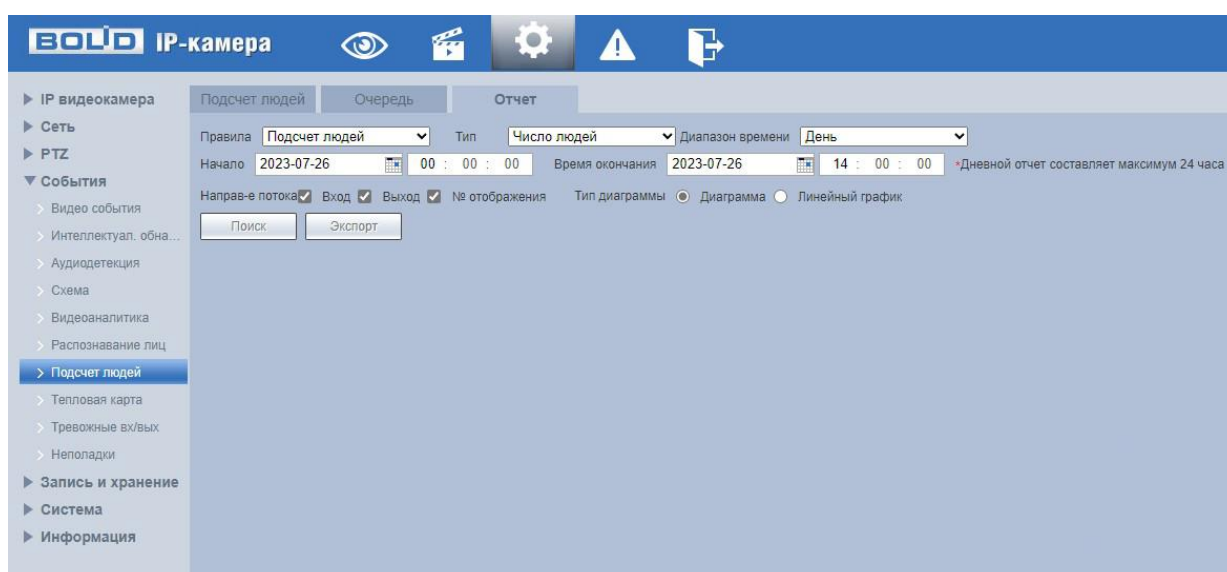 BOLID IP-камера
IP видеокамера
Сеть
PTZ
События
Видео события
Интеллектуал. обна...
Аудиодетекция
Схема
Видеоаналитика
Распознавание лиц
Подсчет людей
Тепловая карта
Тревожные вх/вых
Неполадки
Запись и хранение
Система
Информация
Подсчет людей Очередь Отчет
Правила Подсчет людей Тип Число людей Диапазон времени День
Начало 2023-07-26 00 : 00 : 00 Время окончания 2023-07-26 14 : 00 : 00 *Дневной отчет составляет максимум 24 часа
Направ-е потока Вход Выход № отображения Тип диаграммы Диаграмма Линейный график
Поиск Экспорт